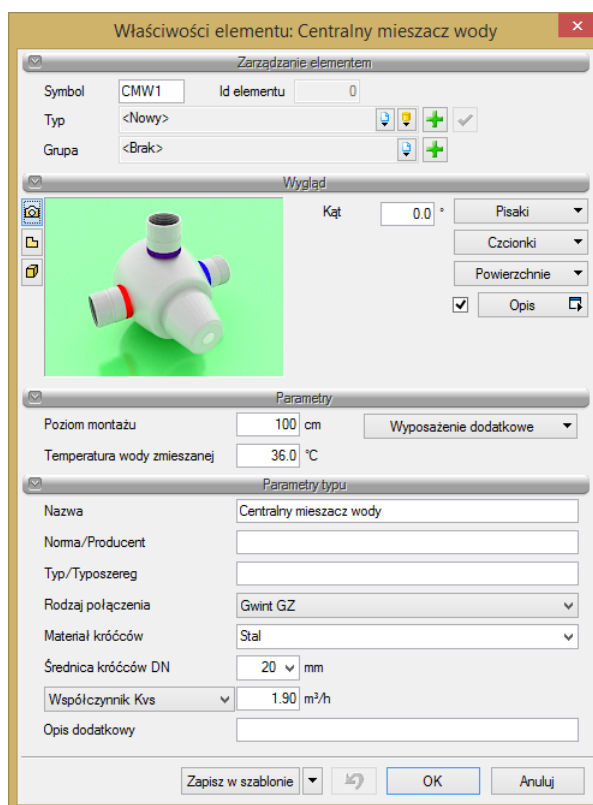 Właściwości elementu: Centralny mieszacz wody
Zarządzanie elementem
Symbol CMW1 Id elementu 0
Typ <Nowy>
Grupa <Brak>
Wygląd
Kąt 0.0 ° Pisaki
Czcionki
Powierzchnie
Opis
Parametry
Poziom montażu 100 cm Wyposażenie dodatkowe
Temperatura wody zmieszanej 36.0 °C
Parametry typu
Nazwa Centralny mieszacz wody
Norma/Producent
Typ/Typoszereg
Rodzaj połączenia Gwint GZ
Materiał króćców Stal
Średnica króćców DN 20 mm
Współczynnik Kvs 1.90 m³/h
Opis dodatkowy
Zapisz w szablonie OK Anuluj